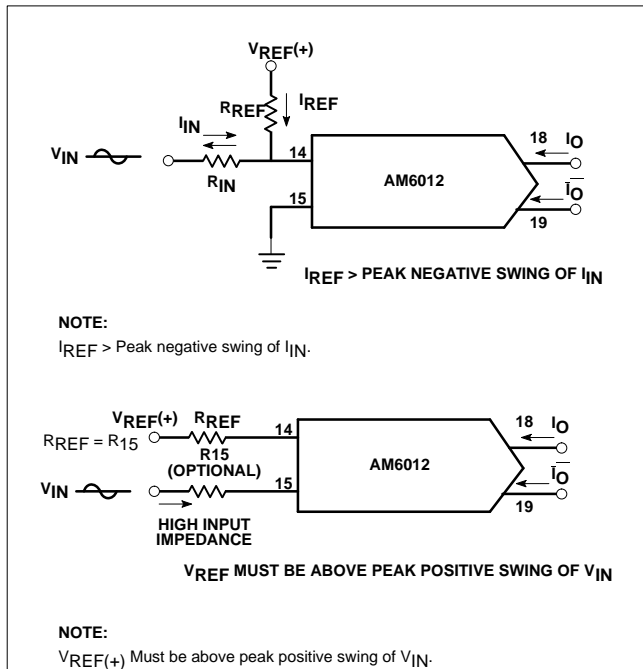 VREF(+)
RREF
IREF
IIN
VIN
RIN
14
15
AM6012
18
IO
IO
19
IREF > PEAK NEGATIVE SWING OF IIN
NOTE:
IREF > Peak negative swing of IIN.
VREF(+)
RREF
RREF = R15
14
R15
(OPTIONAL)
VIN
15
HIGH INPUT
IMPEDANCE
AM6012
18
IO
IO
19
VREF MUST BE ABOVE PEAK POSITIVE SWING OF VIN
NOTE:
VREF(+) Must be above peak positive swing of VIN.